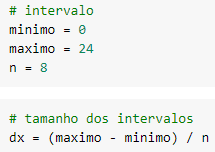 # intervalo
minimo = 0
maximo = 24
n = 8
# tamanho dos intervalos
dx = (maximo - minimo) / n